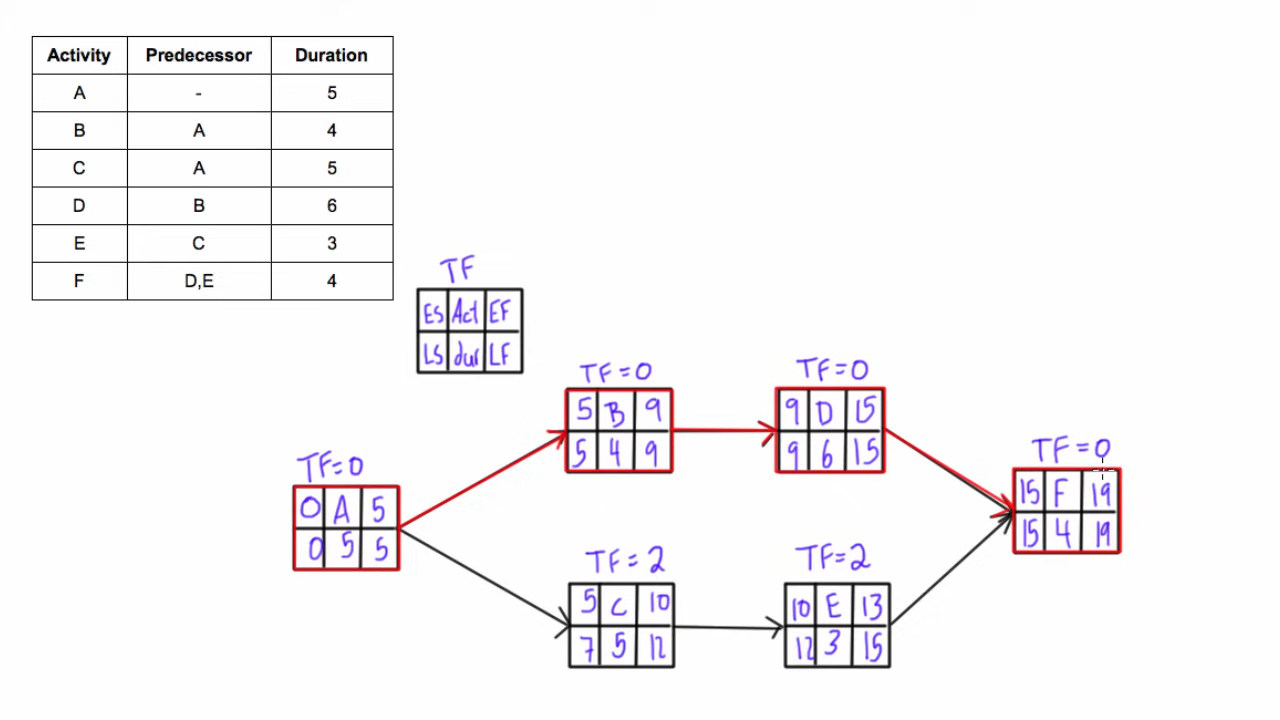 Activity Predecessor Duration
A - 5
B A 4
C A 5
D B 6
E C 3
F D,E 4
TF
ES Act EF
LS dur LF
TF=0
0 A 5
0 5 5
TF=0
5 B 9
5 4 9
TF=0
9 D 15
9 6 15
TF=2
5 C 10
7 5 12
TF=2
10 E 13
12 3 15
TF=0
15 F 19
15 4 19